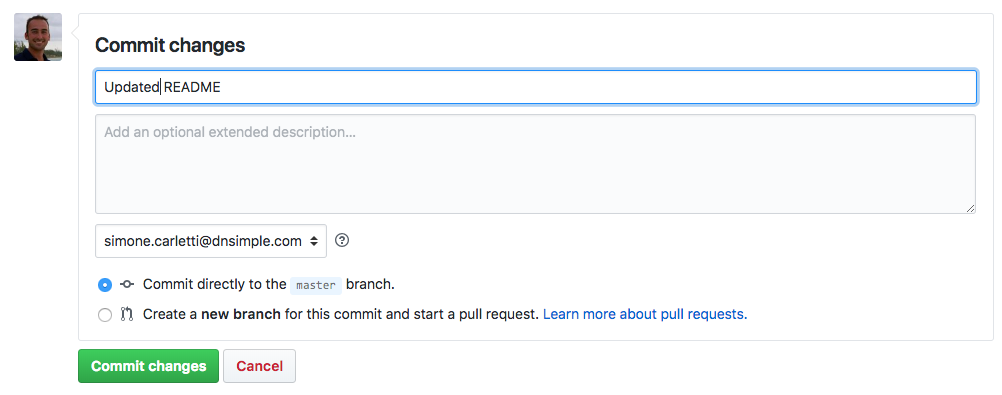 Commit changes
Updated README
Add an optional extended description...
simone.carletti@dnsimple.com
Commit directly to the master branch.
Create a new branch for this commit and start a pull request. Learn more about pull requests.
Commit changes Cancel